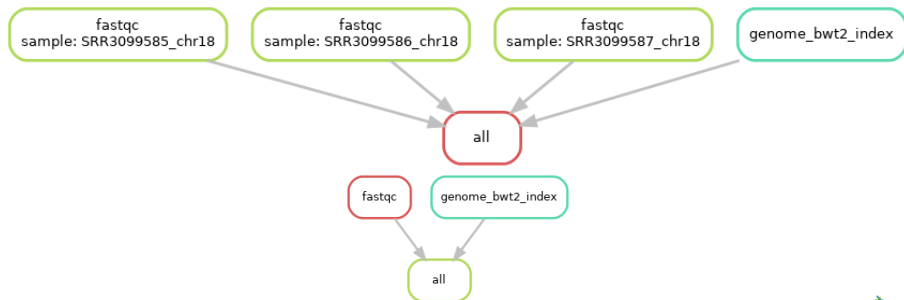 fastqc
sample: SRR3099585_chr18
fastqc
sample: SRR3099586_chr18
fastqc
sample: SRR3099587_chr18
genome_bwt2_index
all
fastqc
genome_bwt2_index
all